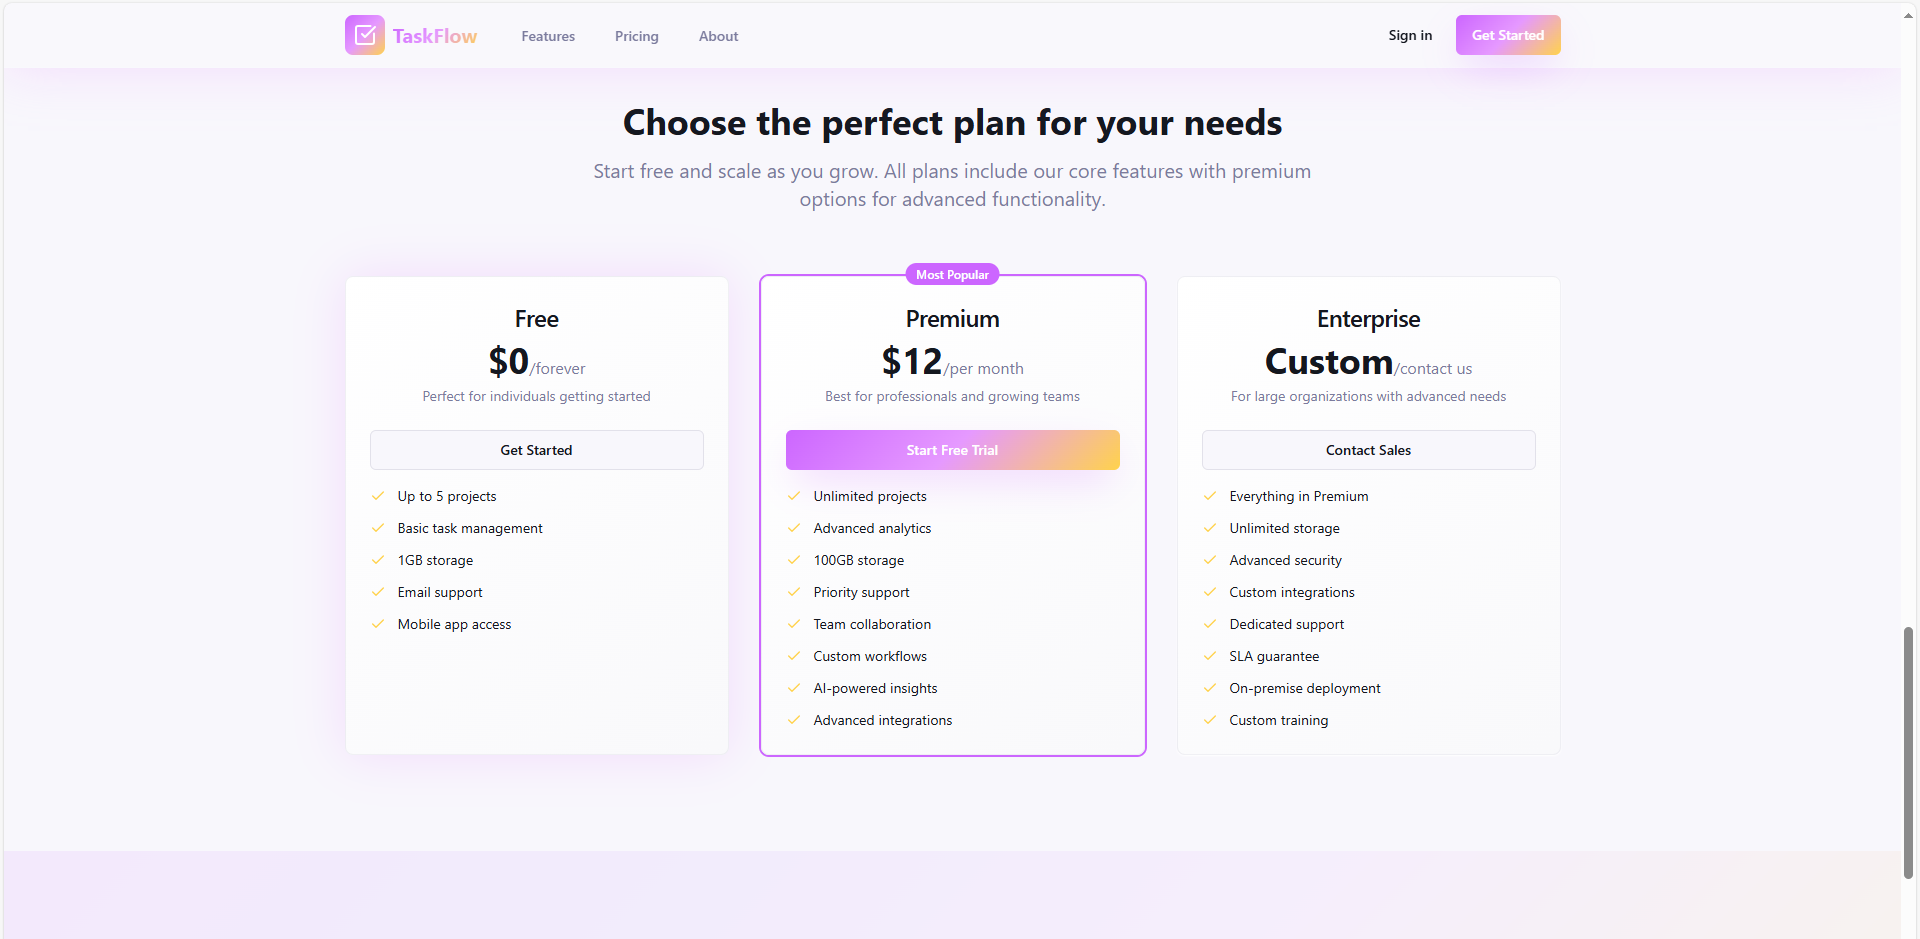 TaskFlow
Features
Pricing
About
Sign in
Get Started
Choose the perfect plan for your needs
Start free and scale as you grow. All plans include our core features with premium
options for advanced functionality.
Free
$0/forever
Perfect for individuals getting started
Get Started
Up to 5 projects
Basic task management
1GB storage
Email support
Mobile app access
Most Popular
Premium
$12/per month
Best for professionals and growing teams
Start Free Trial
Unlimited projects
Advanced analytics
100GB storage
Priority support
Team collaboration
Custom workflows
AI-powered insights
Advanced integrations
Enterprise
Custom/contact us
For large organizations with advanced needs
Contact Sales
Everything in Premium
Unlimited storage
Advanced security
Custom integrations
Dedicated support
SLA guarantee
On-premise deployment
Custom training